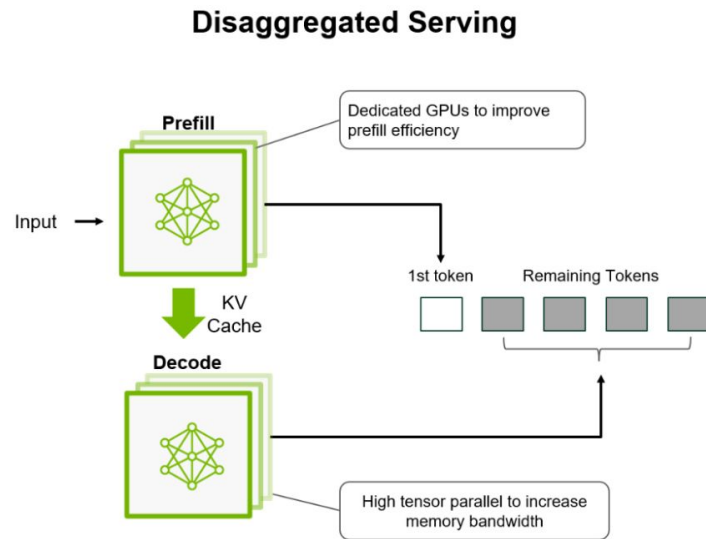 Disaggregated Serving
Prefill
Dedicated GPUs to improve
prefill efficiency
Input
1st token
Remaining Tokens
KV
Cache
Decode
High tensor parallel to increase
memory bandwidth